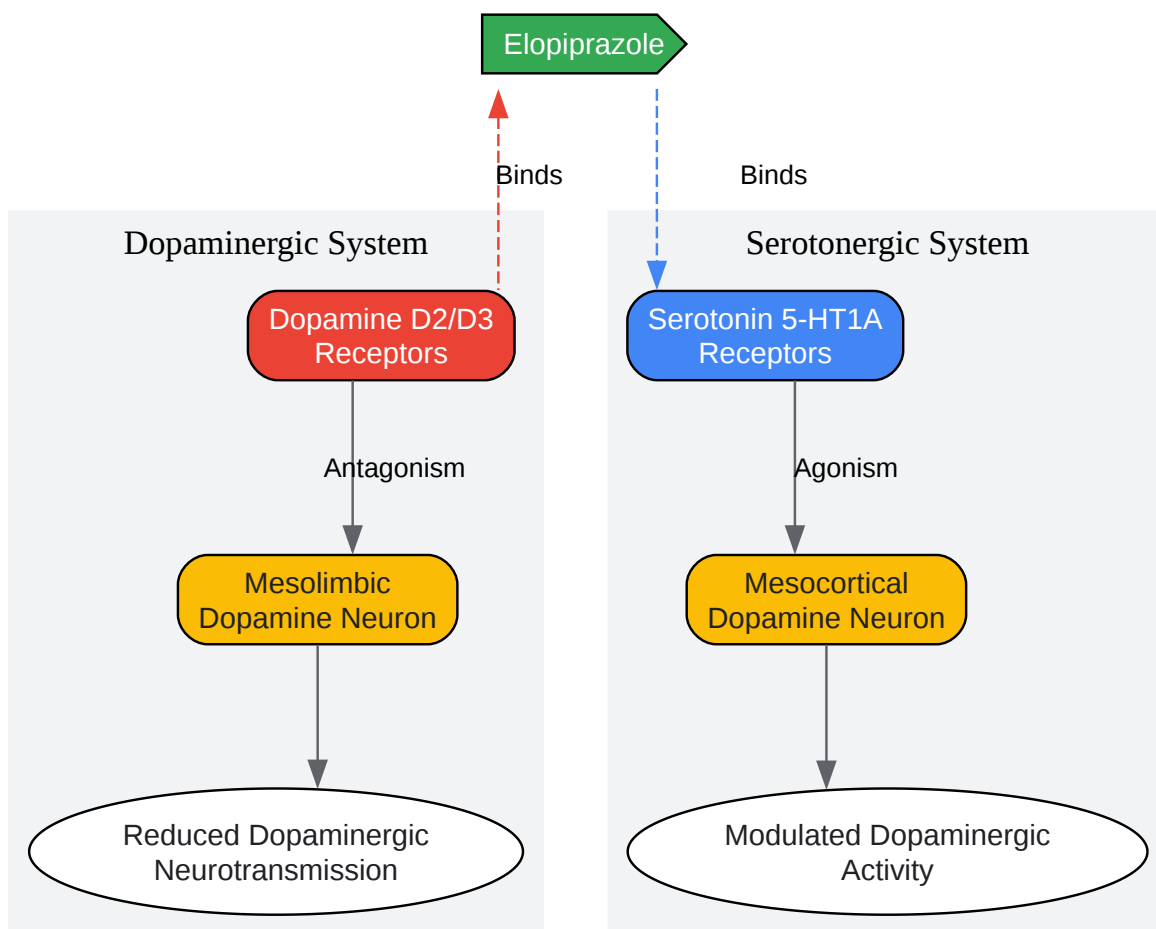 Elopiprazole
Binds
Binds
Dopaminergic System
Serotonergic System
Dopamine D2/D3
Receptors
Serotonin 5-HT1A
Receptors
Antagonism
Agonism
Mesolimbic
Dopamine Neuron
Mesocortical
Dopamine Neuron
Reduced Dopaminergic
Neurotransmission
Modulated Dopaminergic
Activity